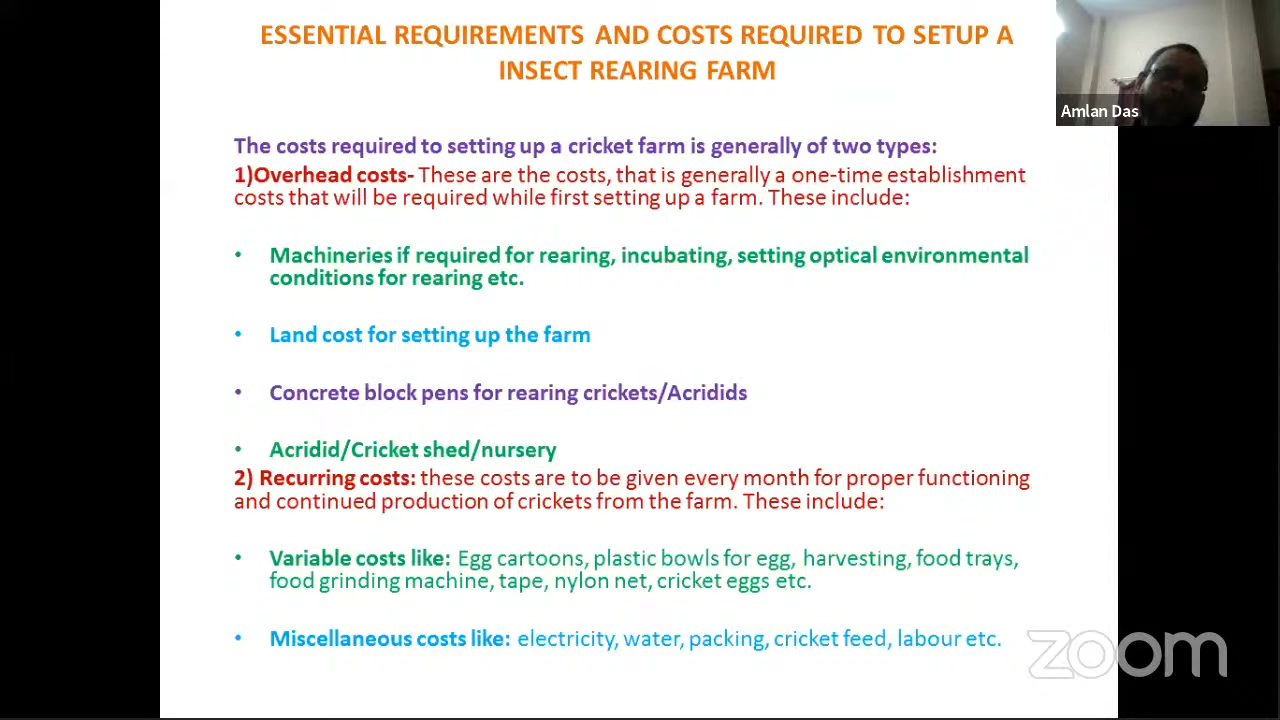 ESSENTIAL REQUIREMENTS AND COSTS REQUIRED TO SETUP A
INSECT REARING FARM
Amlan Das
The costs required to setting up a cricket farm is generally of two types:
1)Overhead costs- These are the costs, that is generally a one-time establishment
costs that will be required while first setting up a farm. These include:
• Machineries if required for rearing, incubating, setting optical environmental
conditions for rearing etc.
• Land cost for setting up the farm
• Concrete block pens for rearing crickets/Acridids
• Acridid/Cricket shed/nursery
2) Recurring costs: these costs are to be given every month for proper functioning
and continued production of crickets from the farm. These include:
• Variable costs like: Egg cartoons, plastic bowls for egg, harvesting, food trays,
food grinding machine, tape, nylon net, cricket eggs etc.
• Miscellaneous costs like: electricity, water, packing, cricket feed, labour etc.
zoom